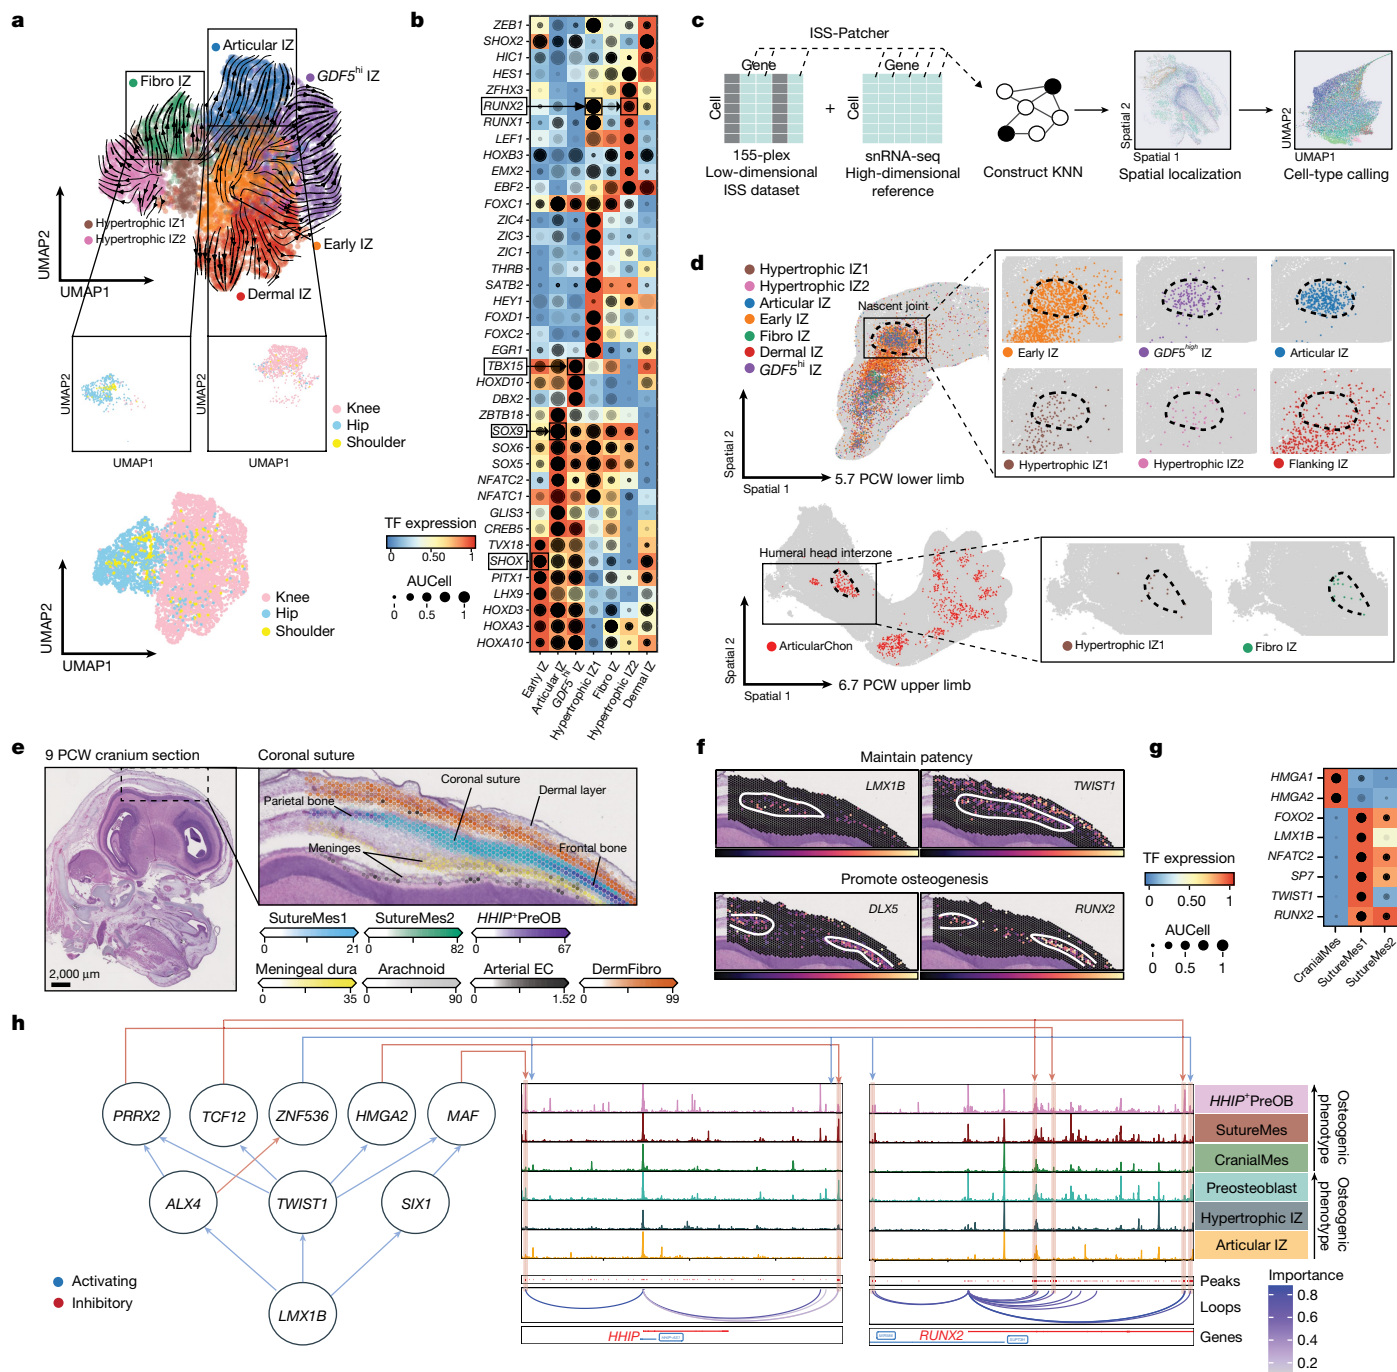 a
Articular IZ
GDF5hi IZ
Fibro IZ
Hypertrophic IZ1
Hypertrophic IZ2
Early IZ
Dermal IZ
UMAP2
UMAP1
UMAP2
UMAP1
UMAP2
UMAP1
Knee
Hip
Shoulder
UMAP2
UMAP1
Knee
Hip
Shoulder
b
ZEB1
SHOX2
HIC1
HES1
ZFHX3
RUNX2
RUNX1
LEF1
HOXB3
EMX2
EBF2
FOXC1
ZIC4
ZIC3
ZIC1
THRB
SATB2
HEY1
FOXD1
FOXC2
EGR1
TBX15
HOXD10
DBX2
ZBTB18
SOX9
SOX6
SOX5
NFATC2
NFATC1
GLIS3
CREB5
TVX18
SHOX
PITX1
LHX9
HOXD3
HOXA3
HOXA10
Early IZ
Articular IZ
GDF5hi IZ
Hypertrophic IZ1
Fibro IZ
Hypertrophic IZ2
Dermal IZ
TF expression
0 0.50 1
AUCell
0 0.5 1
c
ISS-Patcher
Gene
Cell
155-plex
Low-dimensional
ISS dataset
+
Gene
Cell
snRNA-seq
High-dimensional
reference
Construct KNN
Spatial 2
Spatial 1
Spatial localization
UMAP2
UMAP1
Cell-type calling
d
Hypertrophic IZ1
Hypertrophic IZ2
Articular IZ
Early IZ
Fibro IZ
Dermal IZ
GDF5hi IZ
Nascent joint
Spatial 2
Spatial 1
5.7 PCW lower limb
Early IZ
GDF5high IZ
Articular IZ
Hypertrophic IZ1
Hypertrophic IZ2
Flanking IZ
Humeral head interzone
ArticularChon
Spatial 2
Spatial 1
6.7 PCW upper limb
Hypertrophic IZ1
Fibro IZ
e
9 PCW cranium section
2,000 μm
Coronal suture
Coronal suture
Parietal bone
Dermal layer
Meninges
Frontal bone
SutureMes1
0 21
SutureMes2
0 82
HHIP+PreOB
0 67
Meningeal dura
0 35
Arachnoid
0 90
Arterial EC
0 1.52
DermFibro
0 99
f
Maintain patency
LMX1B
TWIST1
Promote osteogenesis
DLX5
RUNX2
g
HMGA1
HMGA2
FOXO2
LMX1B
NFATC2
SP7
TWIST1
RUNX2
CranialMes
SutureMes1
SutureMes2
TF expression
0 0.50 1
AUCell
0 0.5 1
h
PRRX2
TCF12
ZNF536
HMGA2
MAF
ALX4
TWIST1
SIX1
LMX1B
Activating
Inhibitory
HHIP+PreOB
SutureMes
CranialMes
Preosteoblast
Hypertrophic IZ
Articular IZ
Osteogenic
phenotype
Osteogenic
phenotype
Peaks
Loops
Genes
HHIP
RUNX2
Importance
0.8
0.6
0.4
0.2